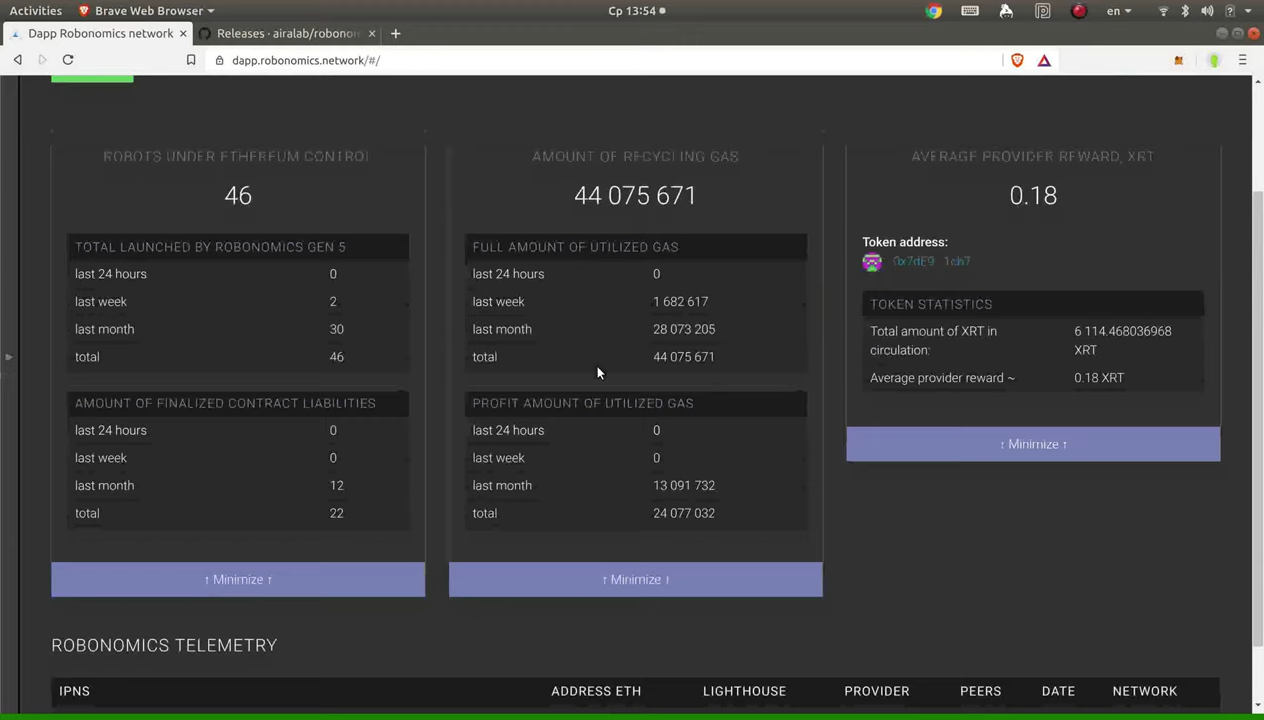 Activities
Brave Web Browser
Cp 13:54
en
Dapp Robonomics network
Releases · airalab/robonom
dapp.robonomics.network/#/
ROBOTS UNDER ETHEREUM CONTROL
46
TOTAL LAUNCHED BY ROBONOMICS GEN 5
last 24 hours 0
last week 2
last month 30
total 46
AMOUNT OF FINALIZED CONTRACT LIABILITIES
last 24 hours 0
last week 0
last month 12
total 22
↑ Minimize ↑
AMOUNT OF RECYCLING GAS
44 075 671
FULL AMOUNT OF UTILIZED GAS
last 24 hours 0
last week 1 682 617
last month 28 073 205
total 44 075 671
PROFIT AMOUNT OF UTILIZED GAS
last 24 hours 0
last week 0
last month 13 091 732
total 24 077 032
↑ Minimize ↑
AVERAGE PROVIDER REWARD, XRT
0.18
Token address:
TOKEN STATISTICS
Total amount of XRT in circulation: 6 114.468036968 XRT
Average provider reward ~ 0.18 XRT
↑ Minimize ↑
ROBONOMICS TELEMETRY
IPNS ADDRESS ETH LIGHTHOUSE PROVIDER PEERS DATE NETWORK